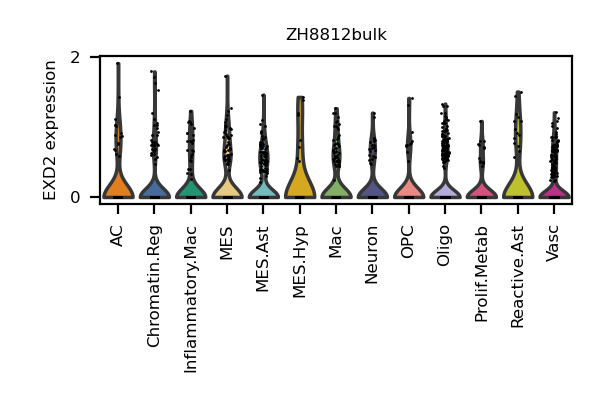 ZH8812bulk
EXD2 expression
2
0
AC
Chromatin.Reg
Inflammatory.Mac
MES
MES.Ast
MES.Hyp
Mac
Neuron
OPC
Oligo
Prolif.Metab
Reactive.Ast
Vasc